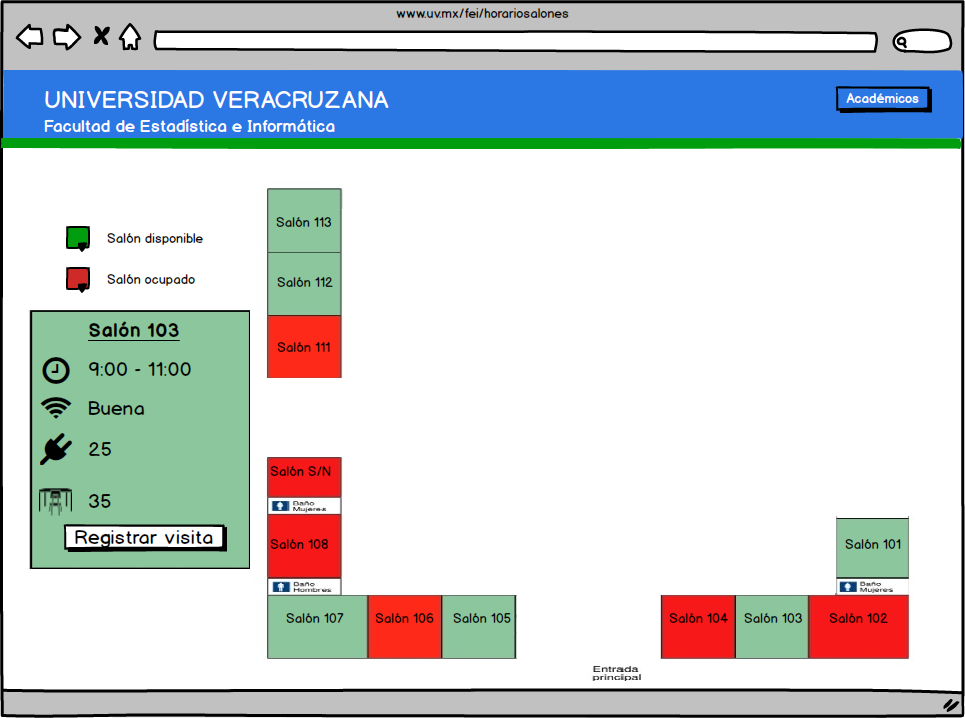 www.uv.mx/fei/horariosalones
UNIVERSIDAD VERACRUZANA
Facultad de Estadística e Informática
Académicos
Salón disponible
Salón ocupado
Salón 103
9:00 - 11:00
Buena
25
35
Registrar visita
Salón 113
Salón 112
Salón 111
Salón S/N
Baño
Mujeres
Salón 108
Baño
Hombres
Salón 107
Salón 106
Salón 105
Salón 101
Baño
Mujeres
Salón 104
Salón 103
Salón 102
Entrada
principal